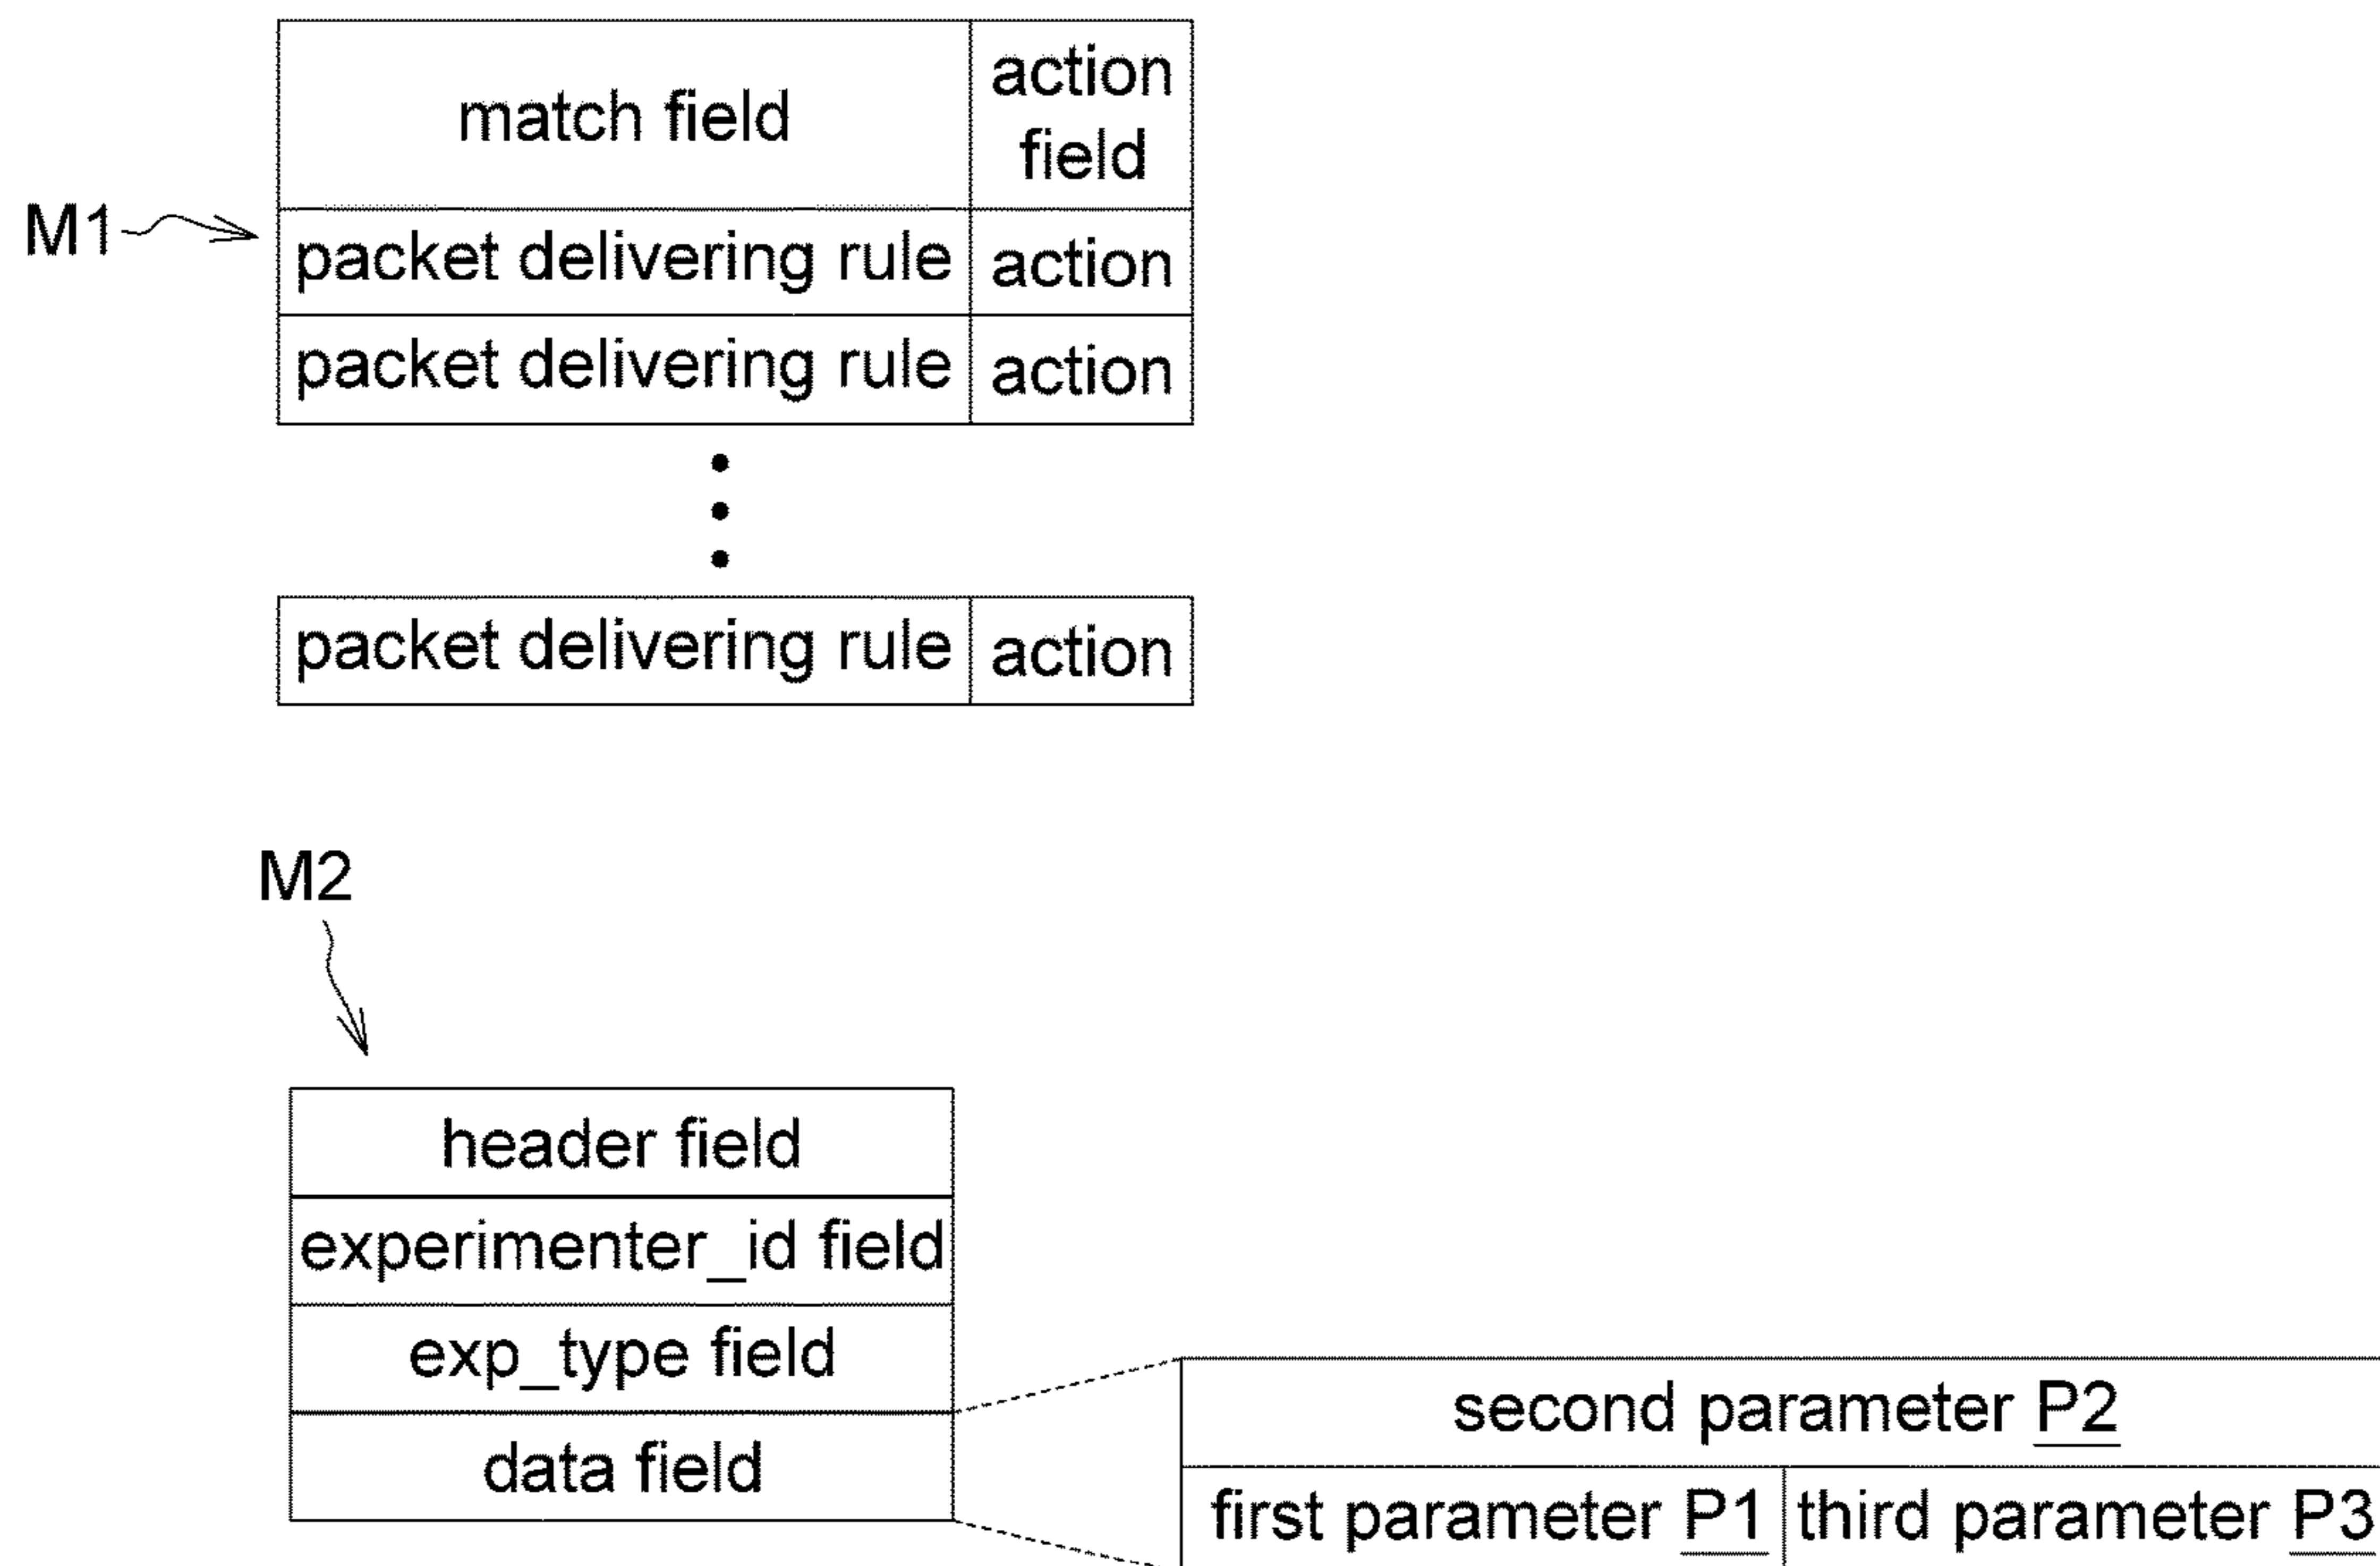 match field
action
field
M1
packet delivering rule
action
packet delivering rule
action
packet delivering rule
action
M2
header field
experimenter_id field
exp_type field
data field
second parameter P2
first parameter P1
third parameter P3